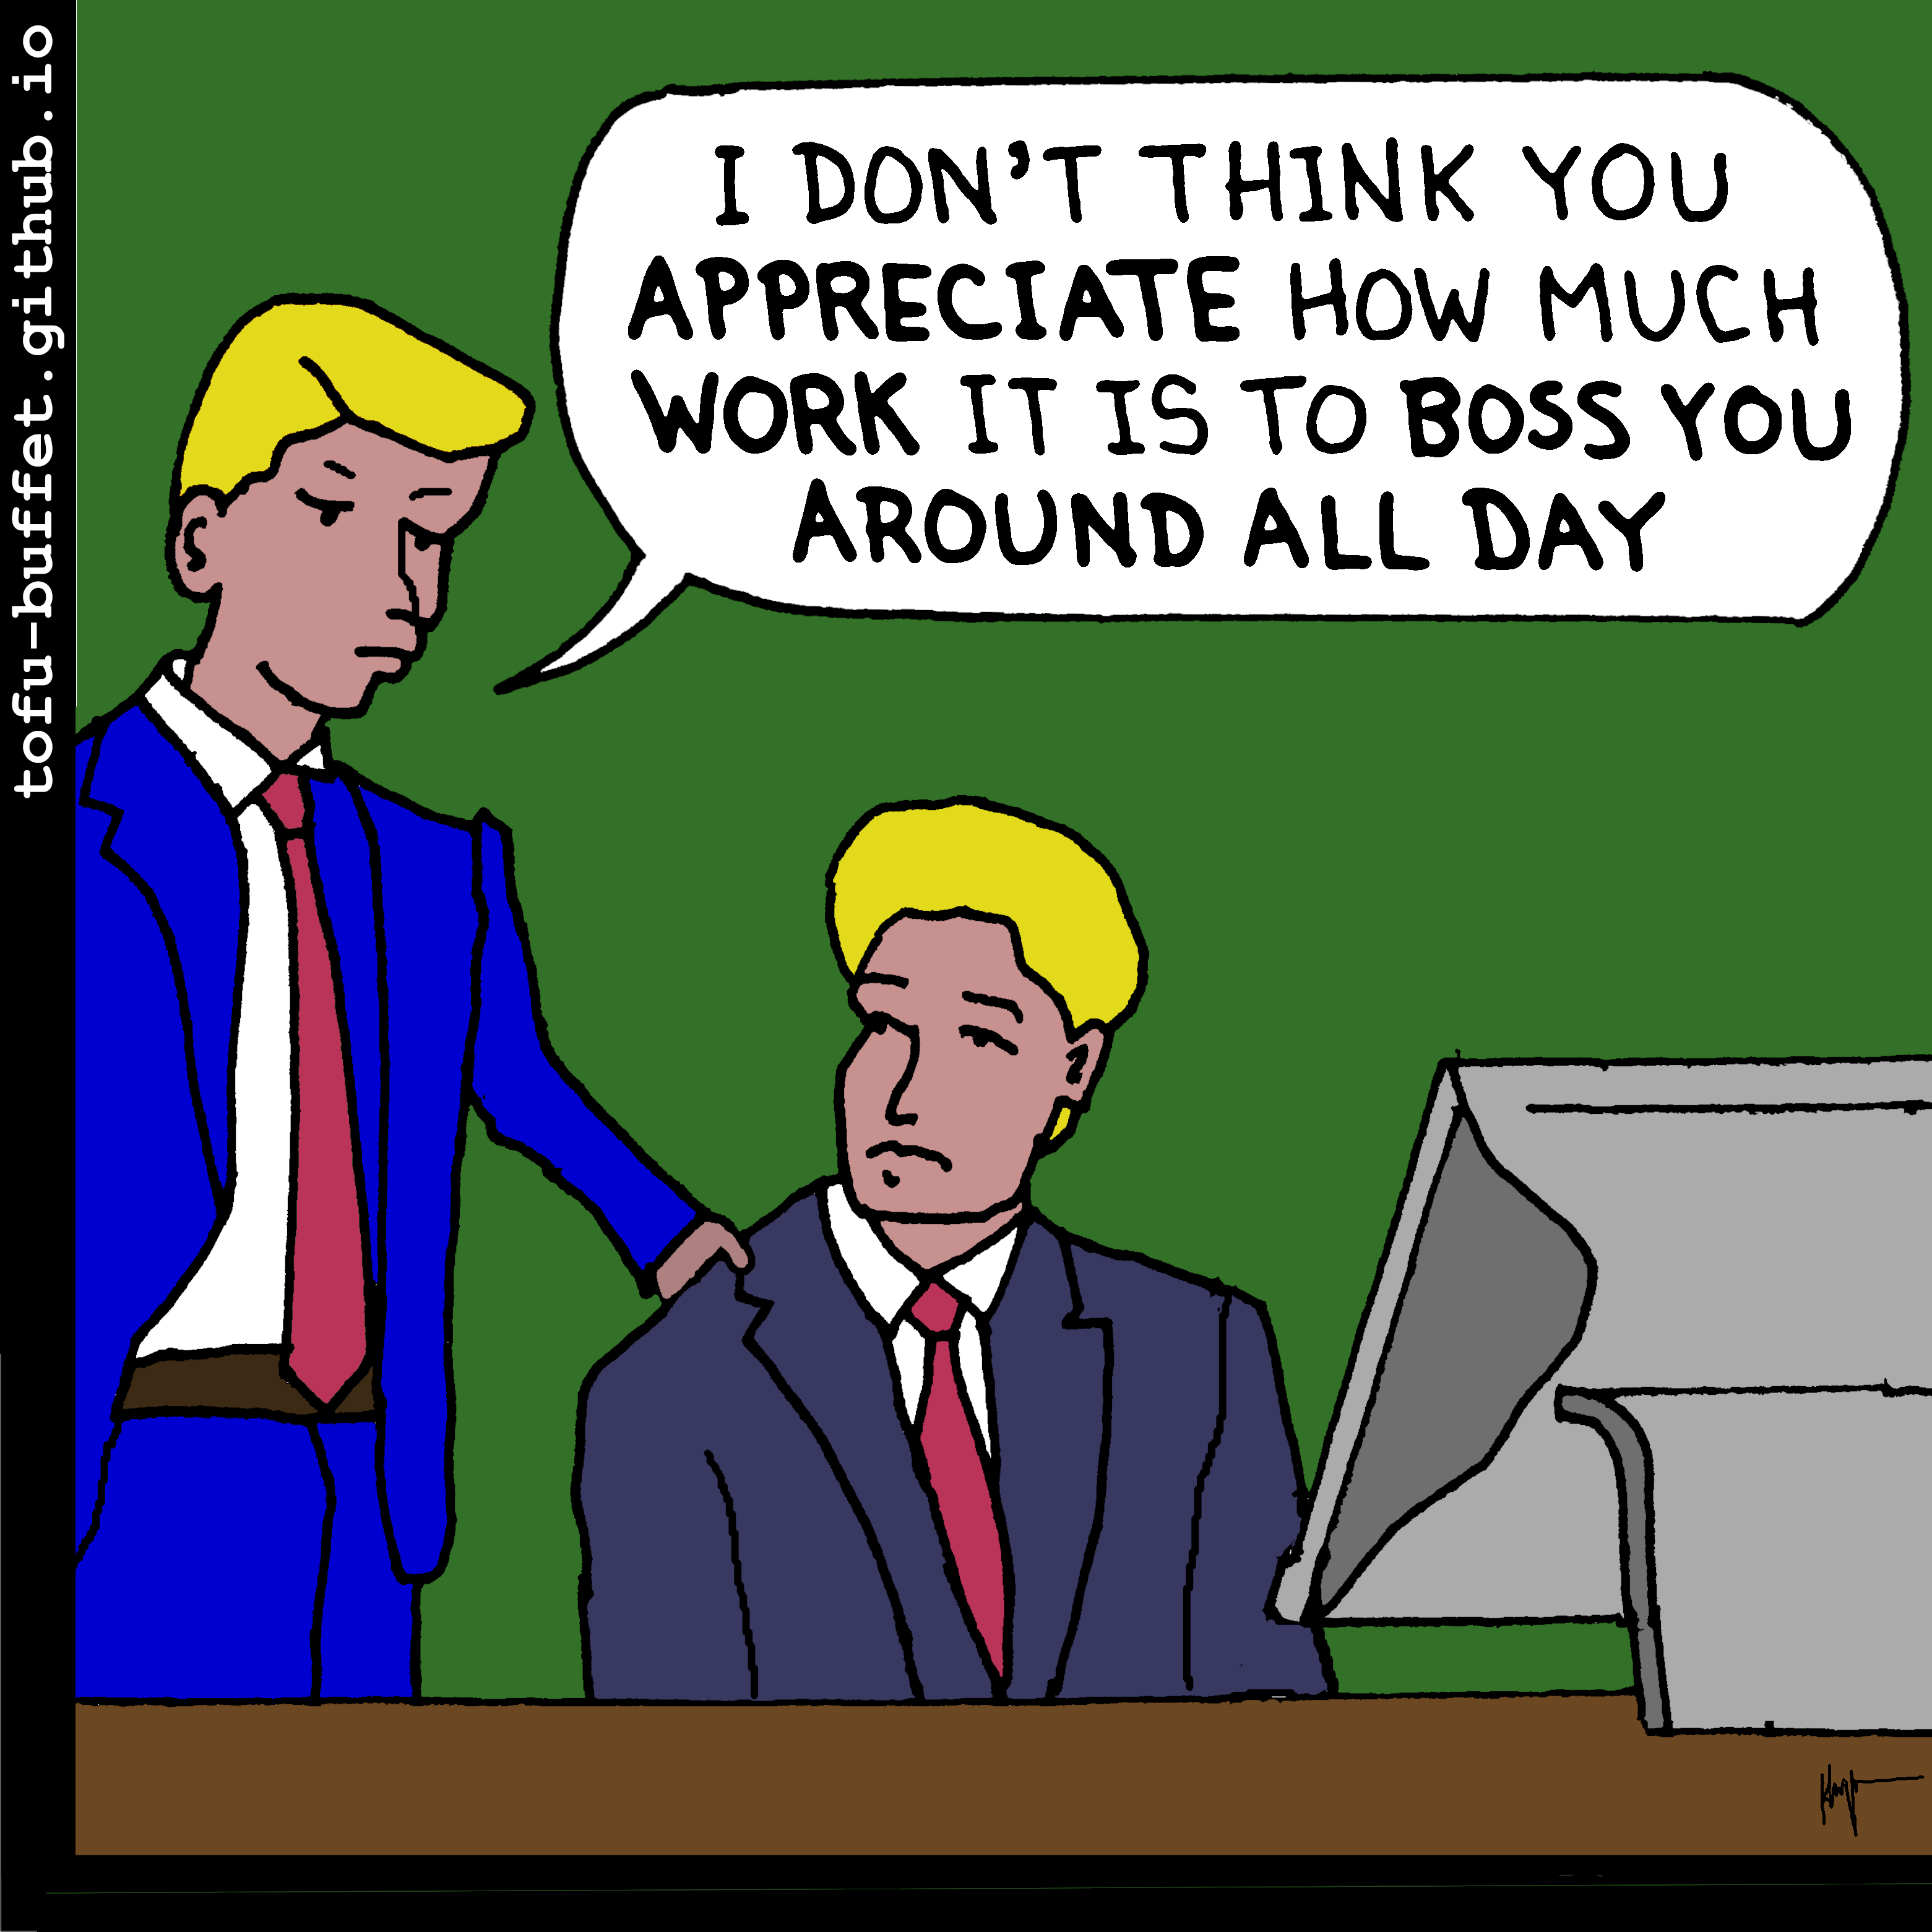 tofu-buffet.github.io
I DON'T THINK YOU
APPRECIATE HOW MUCH
WORK IT IS TO BOSS YOU
AROUND ALL DAY